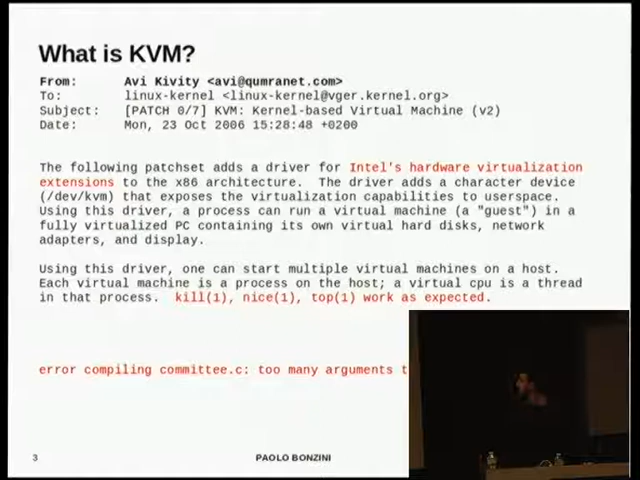 What is KVM?
From: Avi Kivity <avi@qumranet.com>
To: linux-kernel <linux-kernel@vger.kernel.org>
Subject: [PATCH 0/7] KVM: Kernel-based Virtual Machine (v2)
Date: Mon, 23 Oct 2006 15:28:48 +0200
The following patchset adds a driver for Intel's hardware virtualization
extensions to the x86 architecture. The driver adds a character device
(/dev/kvm) that exposes the virtualization capabilities to userspace.
Using this driver, a process can run a virtual machine (a "guest") in a
fully virtualized PC containing its own virtual hard disks, network
adapters, and display.
Using this driver, one can start multiple virtual machines on a host.
Each virtual machine is a process on the host; a virtual cpu is a thread
in that process. kill(1), nice(1), top(1) work as expected.
error compiling committee.c: too many arguments t
3 PAOLO BONZINI